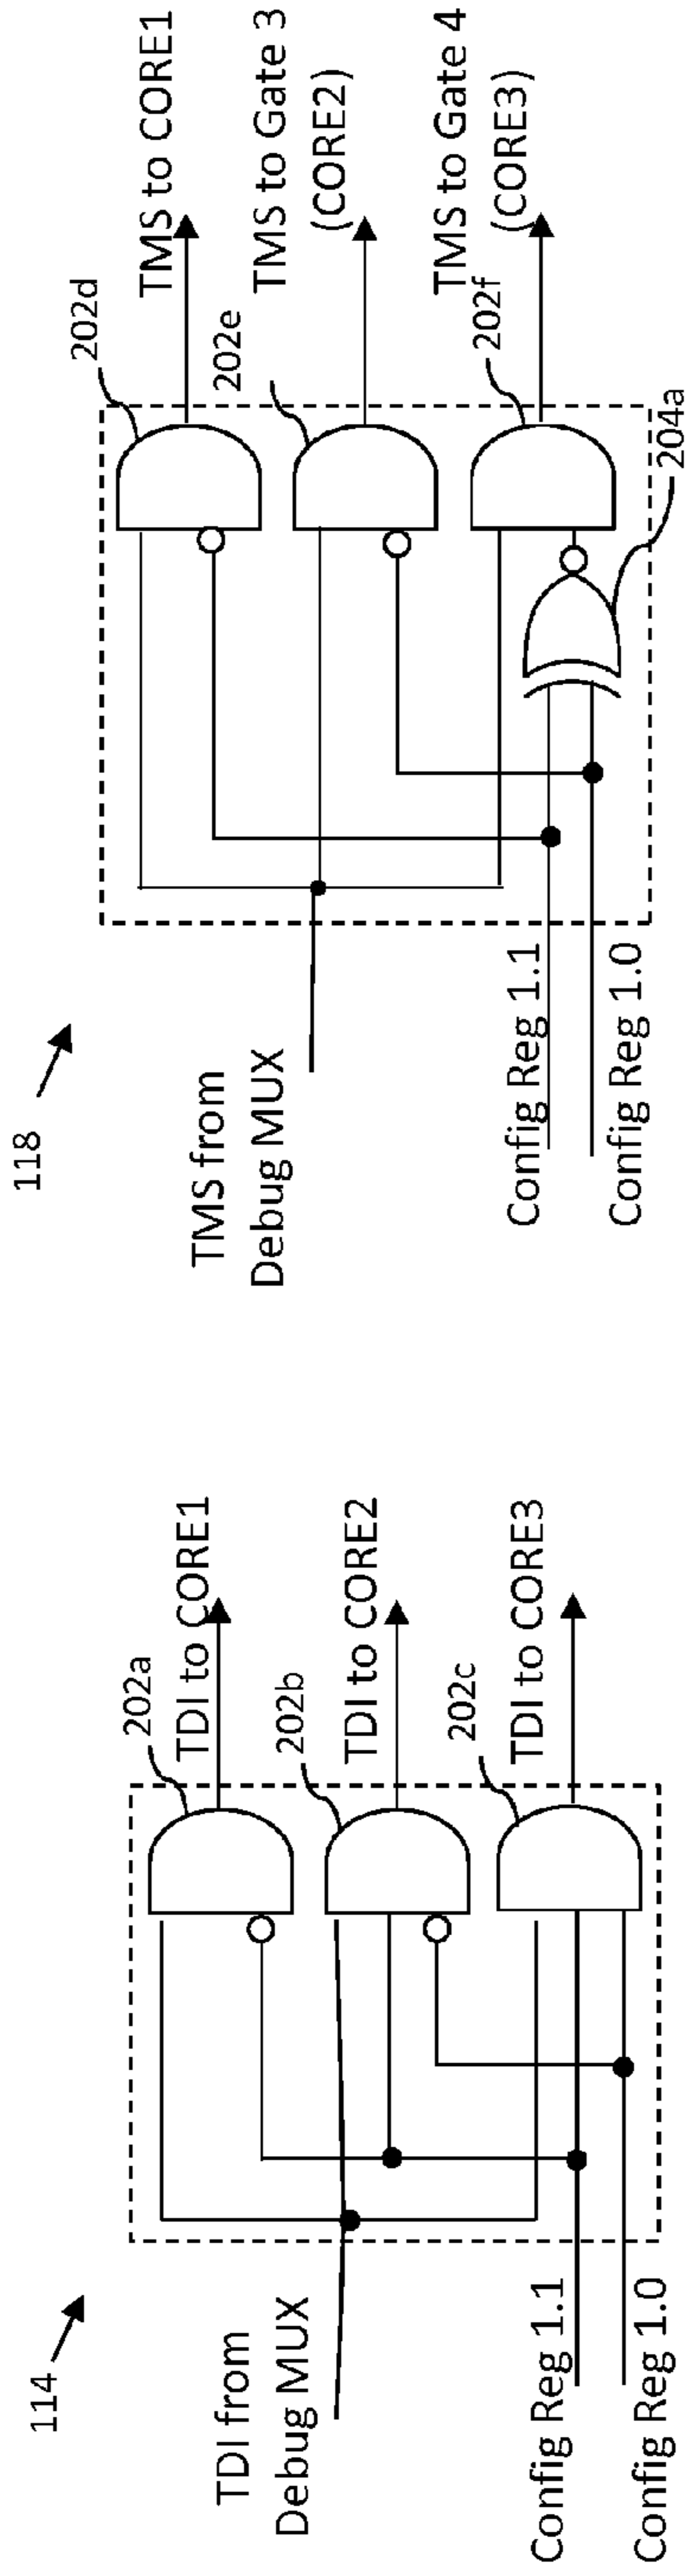 114
TDI from
Debug MUX
Config Reg 1.1
Config Reg 1.0
202a
TDI to CORE1
202b
TDI to CORE2
202c
TDI to CORE3
118
TMS from
Debug MUX
Config Reg 1.1
Config Reg 1.0
202d
TMS to CORE1
202e
TMS to Gate 3
(CORE2)
202f
TMS to Gate 4
(CORE3)
204a